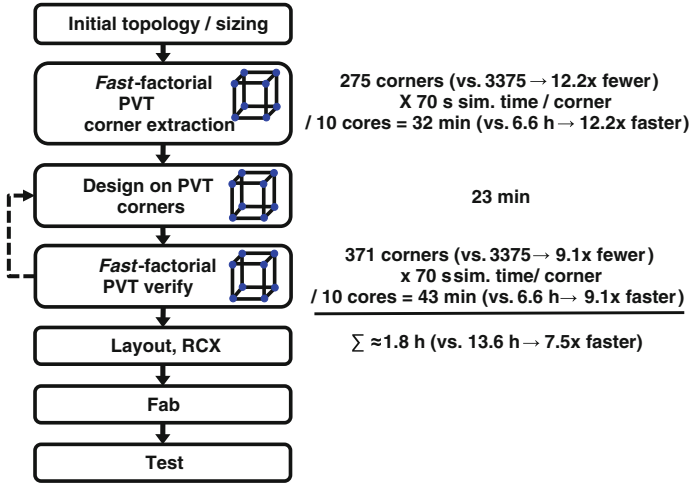 Initial topology / sizing
Fast-factorial
PVT
corner extraction
275 corners (vs. 3375 → 12.2x fewer)
X 70 s sim. time / corner
/ 10 cores = 32 min (vs. 6.6 h → 12.2x faster)
Design on PVT
corners
23 min
Fast-factorial
PVT verify
371 corners (vs. 3375 → 9.1x fewer)
x 70 s sim. time/ corner
/ 10 cores = 43 min (vs. 6.6 h → 9.1x faster)
Layout, RCX
∑ ≈1.8 h (vs. 13.6 h → 7.5x faster)
Fab
Test